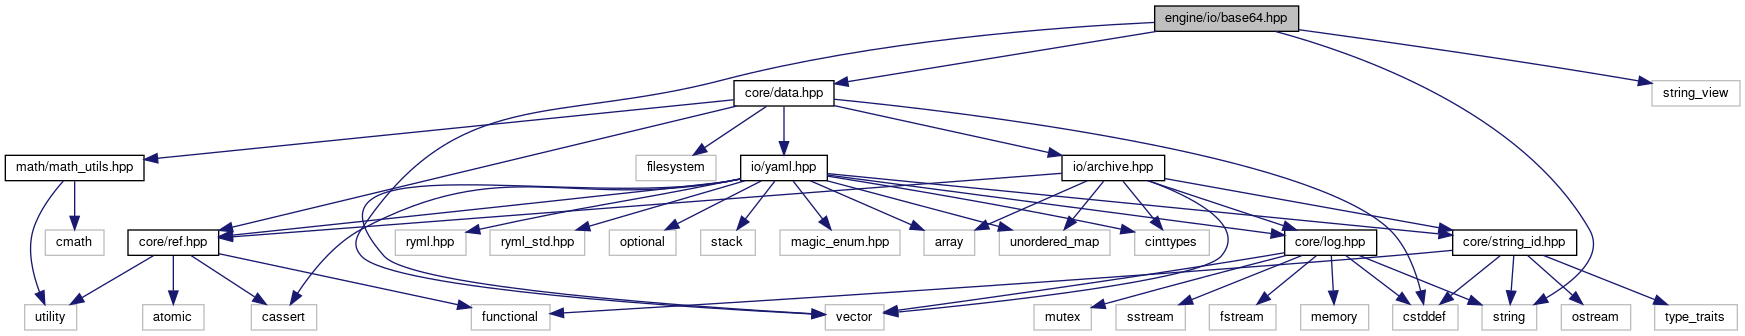 engine/io/base64.hpp
core/data.hpp
string_view
math/math_utils.hpp
filesystem
io/yaml.hpp
io/archive.hpp
cmath
core/ref.hpp
ryml.hpp
ryml_std.hpp
optional
stack
magic_enum.hpp
array
unordered_map
cinttypes
core/log.hpp
core/string_id.hpp
utility
atomic
cassert
functional
vector
mutex
sstream
fstream
memory
cstddef
string
ostream
type_traits